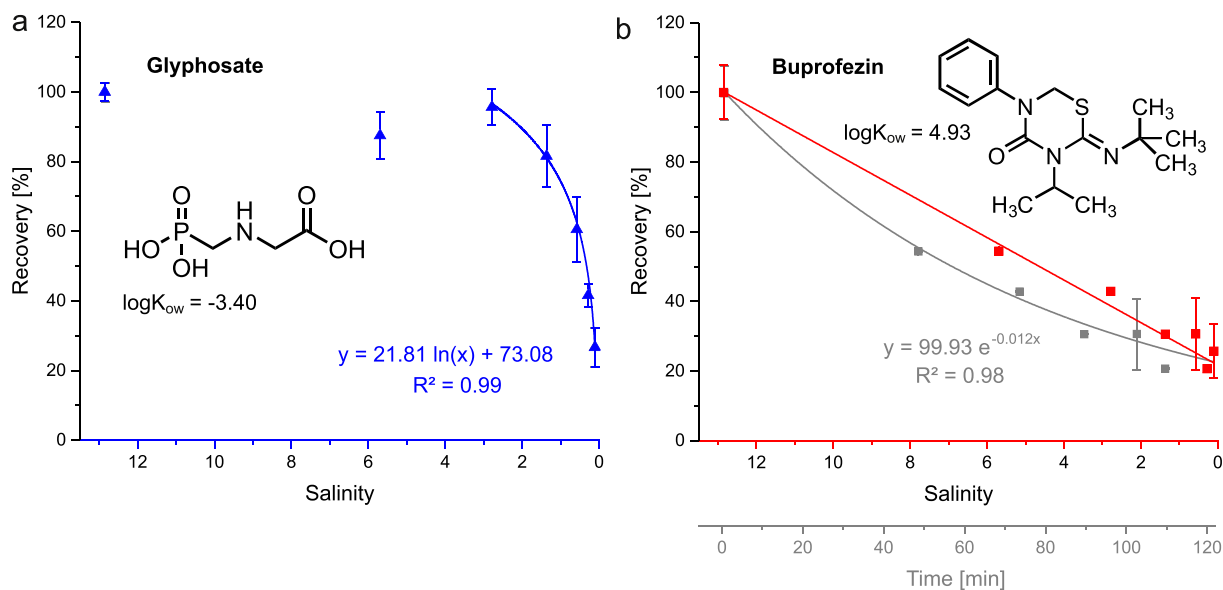 a
Glyphosate
120
100
80
60
40
20
0
Recovery [%]
O
HO
P
OH
H
N
O
OH
logKow = -3.40
y = 21.81 ln(x) + 73.08
R² = 0.99
12 10 8 6 4 2 0
Salinity
b
Buprofezin
120
100
80
60
40
20
0
Recovery [%]
logKow = 4.93
N
S
O
N
N
CH3
CH3
CH3
H3C
CH3
y = 99.93 e-0.012x
R² = 0.98
12 10 8 6 4 2 0
Salinity
0 20 40 60 80 100 120
Time [min]